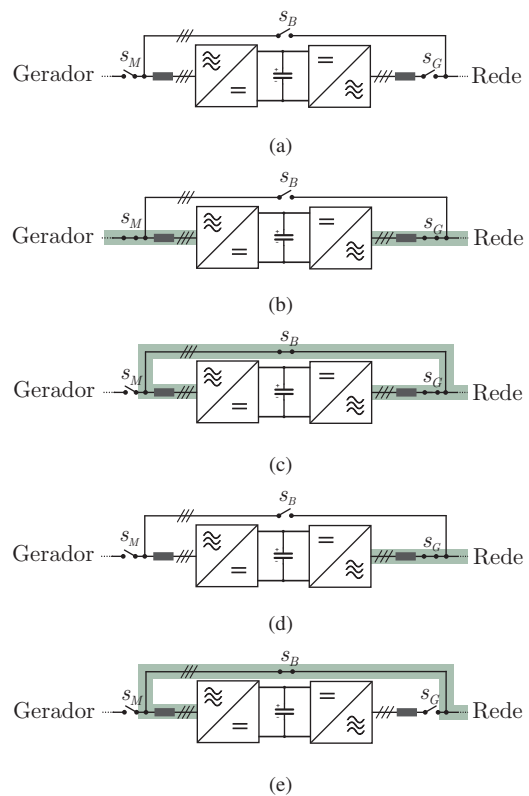 s_B
s_M
s_G
Gerador
Rede
(a)
s_B
s_M
s_G
Gerador
Rede
(b)
s_B
s_M
s_G
Gerador
Rede
(c)
s_B
s_M
s_G
Gerador
Rede
(d)
s_B
s_M
s_G
Gerador
Rede
(e)